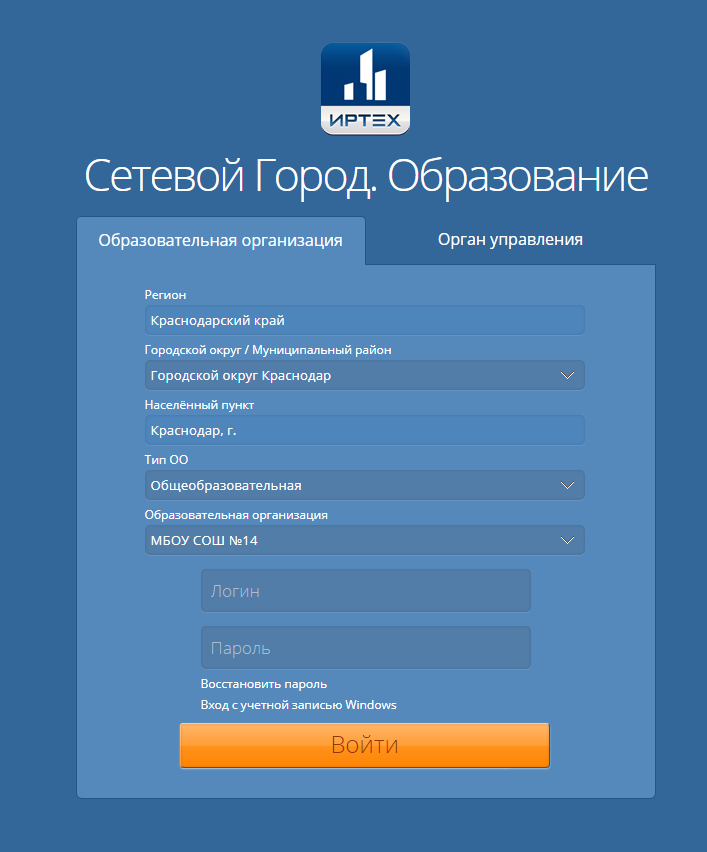 ИРТЕХ
Сетевой Город. Образование
Образовательная организация
Орган управления
Регион
Краснодарский край
Городской округ / Муниципальный район
Городской округ Краснодар
Населённый пункт
Краснодар, г.
Тип ОО
Общеобразовательная
Образовательная организация
МБОУ СОШ №14
Логин
Пароль
Восстановить пароль
Вход с учетной записью Windows
Войти